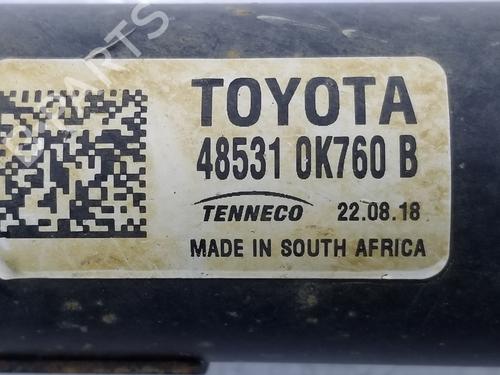 TOYOTA
48531 0K760 B
TENNECO 22.08.18
MADE IN SOUTH AFRICA